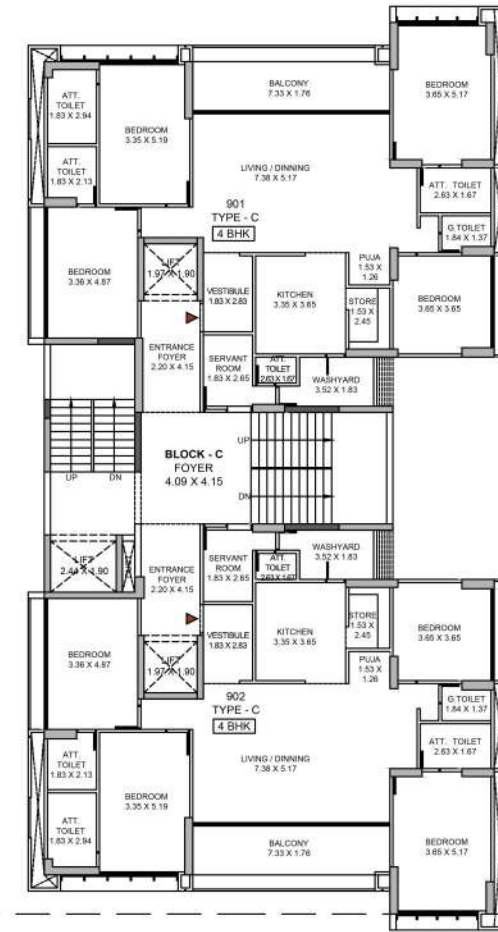 BALCONY
7.33 X 1.76
BEDROOM
3.65 X 5.17
ATT.
TOILET
1.83 X 2.94
BEDROOM
3.35 X 5.19
ATT.
TOILET
1.83 X 2.13
LIVING / DINNING
7.38 X 5.17
ATT. TOILET
2.63 X 1.67
901
TYPE - C
4 BHK
G.TOILET
1.84 X 1.37
BEDROOM
3.36 X 4.87
LIFT
1.97 X 1.90
VESTIBULE
1.83 X 2.83
KITCHEN
3.35 X 3.65
PUJA
1.53 X
1.26
BEDROOM
3.65 X 3.65
STORE
1.53 X
2.45
ENTRANCE
FOYER
2.20 X 4.15
SERVANT
ROOM
1.83 X 2.65
ATT.
TOILET
2.63 X 1.67
WASHYARD
3.52 X 1.83
UP
DN
BLOCK - C
FOYER
4.09 X 4.15
UP
DN
LIFT
2.44 X 1.90
ENTRANCE
FOYER
2.20 X 4.15
SERVANT
ROOM
1.83 X 2.65
ATT.
TOILET
2.63 X 1.67
WASHYARD
3.52 X 1.83
STORE
1.53 X
2.45
BEDROOM
3.65 X 3.65
BEDROOM
3.36 X 4.87
LIFT
1.97 X 1.90
VESTIBULE
1.83 X 2.83
KITCHEN
3.35 X 3.65
PUJA
1.53 X
1.26
902
TYPE - C
4 BHK
G.TOILET
1.84 X 1.37
ATT.
TOILET
1.83 X 2.13
ATT. TOILET
2.63 X 1.67
LIVING / DINNING
7.38 X 5.17
BEDROOM
3.35 X 5.19
ATT.
TOILET
1.83 X 2.94
BALCONY
7.33 X 1.76
BEDROOM
3.65 X 5.17